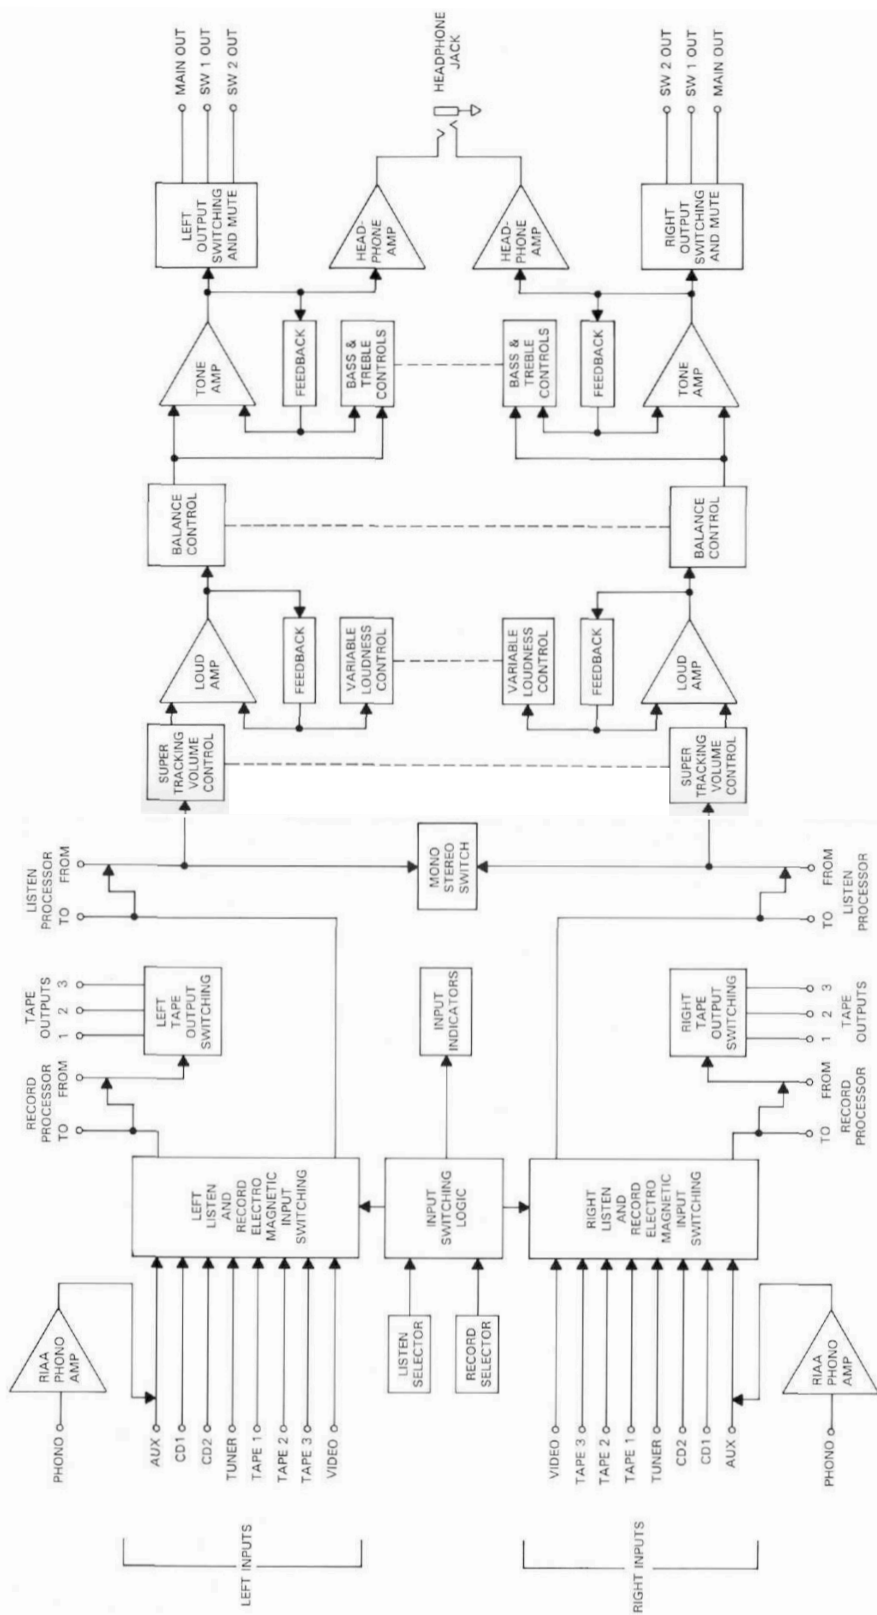 PHONO
RIAA
PHONO
AMP
LEFT INPUTS
AUX
CD1
CD2
TUNER
TAPE 1
TAPE 2
TAPE 3
VIDEO
LEFT
LISTEN
AND
RECORD
ELECTRO
MAGNETIC
INPUT
SWITCHING
RECORD
PROCESSOR
TO
FROM
TAPE
OUTPUTS
1
2
3
LEFT
TAPE
OUTPUT
SWITCHING
LISTEN
PROCESSOR
TO
FROM
SUPER
TRACKING
VOLUME
CONTROL
LOUD
AMP
FEEDBACK
VARIABLE
LOUDNESS
CONTROL
BALANCE
CONTROL
TONE
AMP
FEEDBACK
BASS &
TREBLE
CONTROLS
LEFT
OUTPUT
SWITCHING
AND MUTE
MAIN OUT
SW 1 OUT
SW 2 OUT
HEAD-
PHONE
AMP
HEADPHONE
JACK
LISTEN
SELECTOR
RECORD
SELECTOR
INPUT
SWITCHING
LOGIC
INPUT
INDICATORS
MONO
STEREO
SWITCH
RIGHT INPUTS
VIDEO
TAPE 3
TAPE 2
TAPE 1
TUNER
CD2
CD1
AUX
PHONO
RIAA
PHONO
AMP
RIGHT
LISTEN
AND
RECORD
ELECTRO
MAGNETIC
INPUT
SWITCHING
TO
FROM
RECORD
PROCESSOR
RIGHT
TAPE
OUTPUT
SWITCHING
1
2
3
TAPE
OUTPUTS
TO
FROM
LISTEN
PROCESSOR
SUPER
TRACKING
VOLUME
CONTROL
VARIABLE
LOUDNESS
CONTROL
FEEDBACK
LOUD
AMP
BALANCE
CONTROL
BASS &
TREBLE
CONTROLS
FEEDBACK
TONE
AMP
HEAD-
PHONE
AMP
RIGHT
OUTPUT
SWITCHING
AND MUTE
SW 2 OUT
SW 1 OUT
MAIN OUT